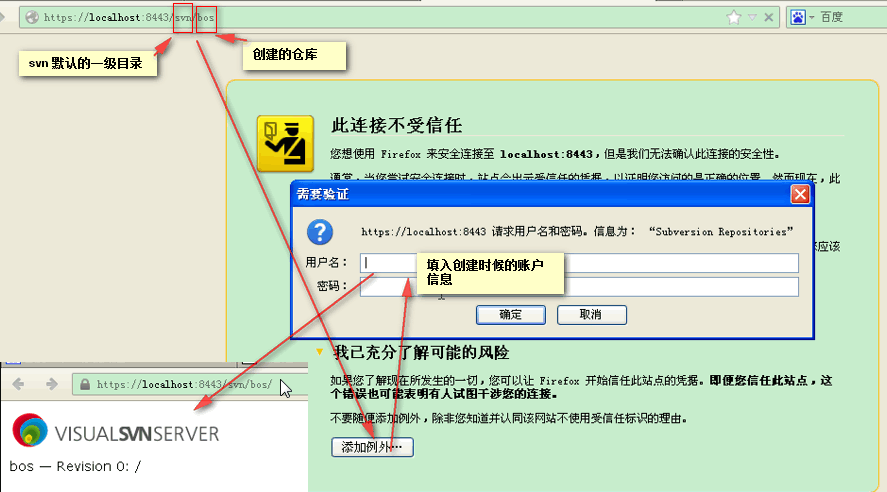 https://localhost:8443/svn/bos
百度
svn 默认的一级目录
创建的仓库
此连接不受信任
您想使用 Firefox 来安全连接至 localhost:8443，但是我们无法确认此连接的安全性。
通常，当您尝试安全连接时，站点会出示受信任的凭据，以证明您访问的是正确的位置。然而现在，此
需要验证
https://localhost:8443 请求用户名和密码。信息为： “Subversion Repositories”
您应该
用户名：
填入创建时候的账户
信息
密码：
确定
取消
我已充分了解可能的风险
如果您了解现在所发生的一切，您可以让 Firefox 开始信任此站点的凭据。即便您信任此站点，这
个错误也可能表明有人试图干涉您的连接。
不要随便添加例外，除非您知道并认同该网站不使用受信任标识的理由。
添加例外…
https://localhost:8443/svn/bos/
VISUALSVNSERVER
bos — Revision 0: /